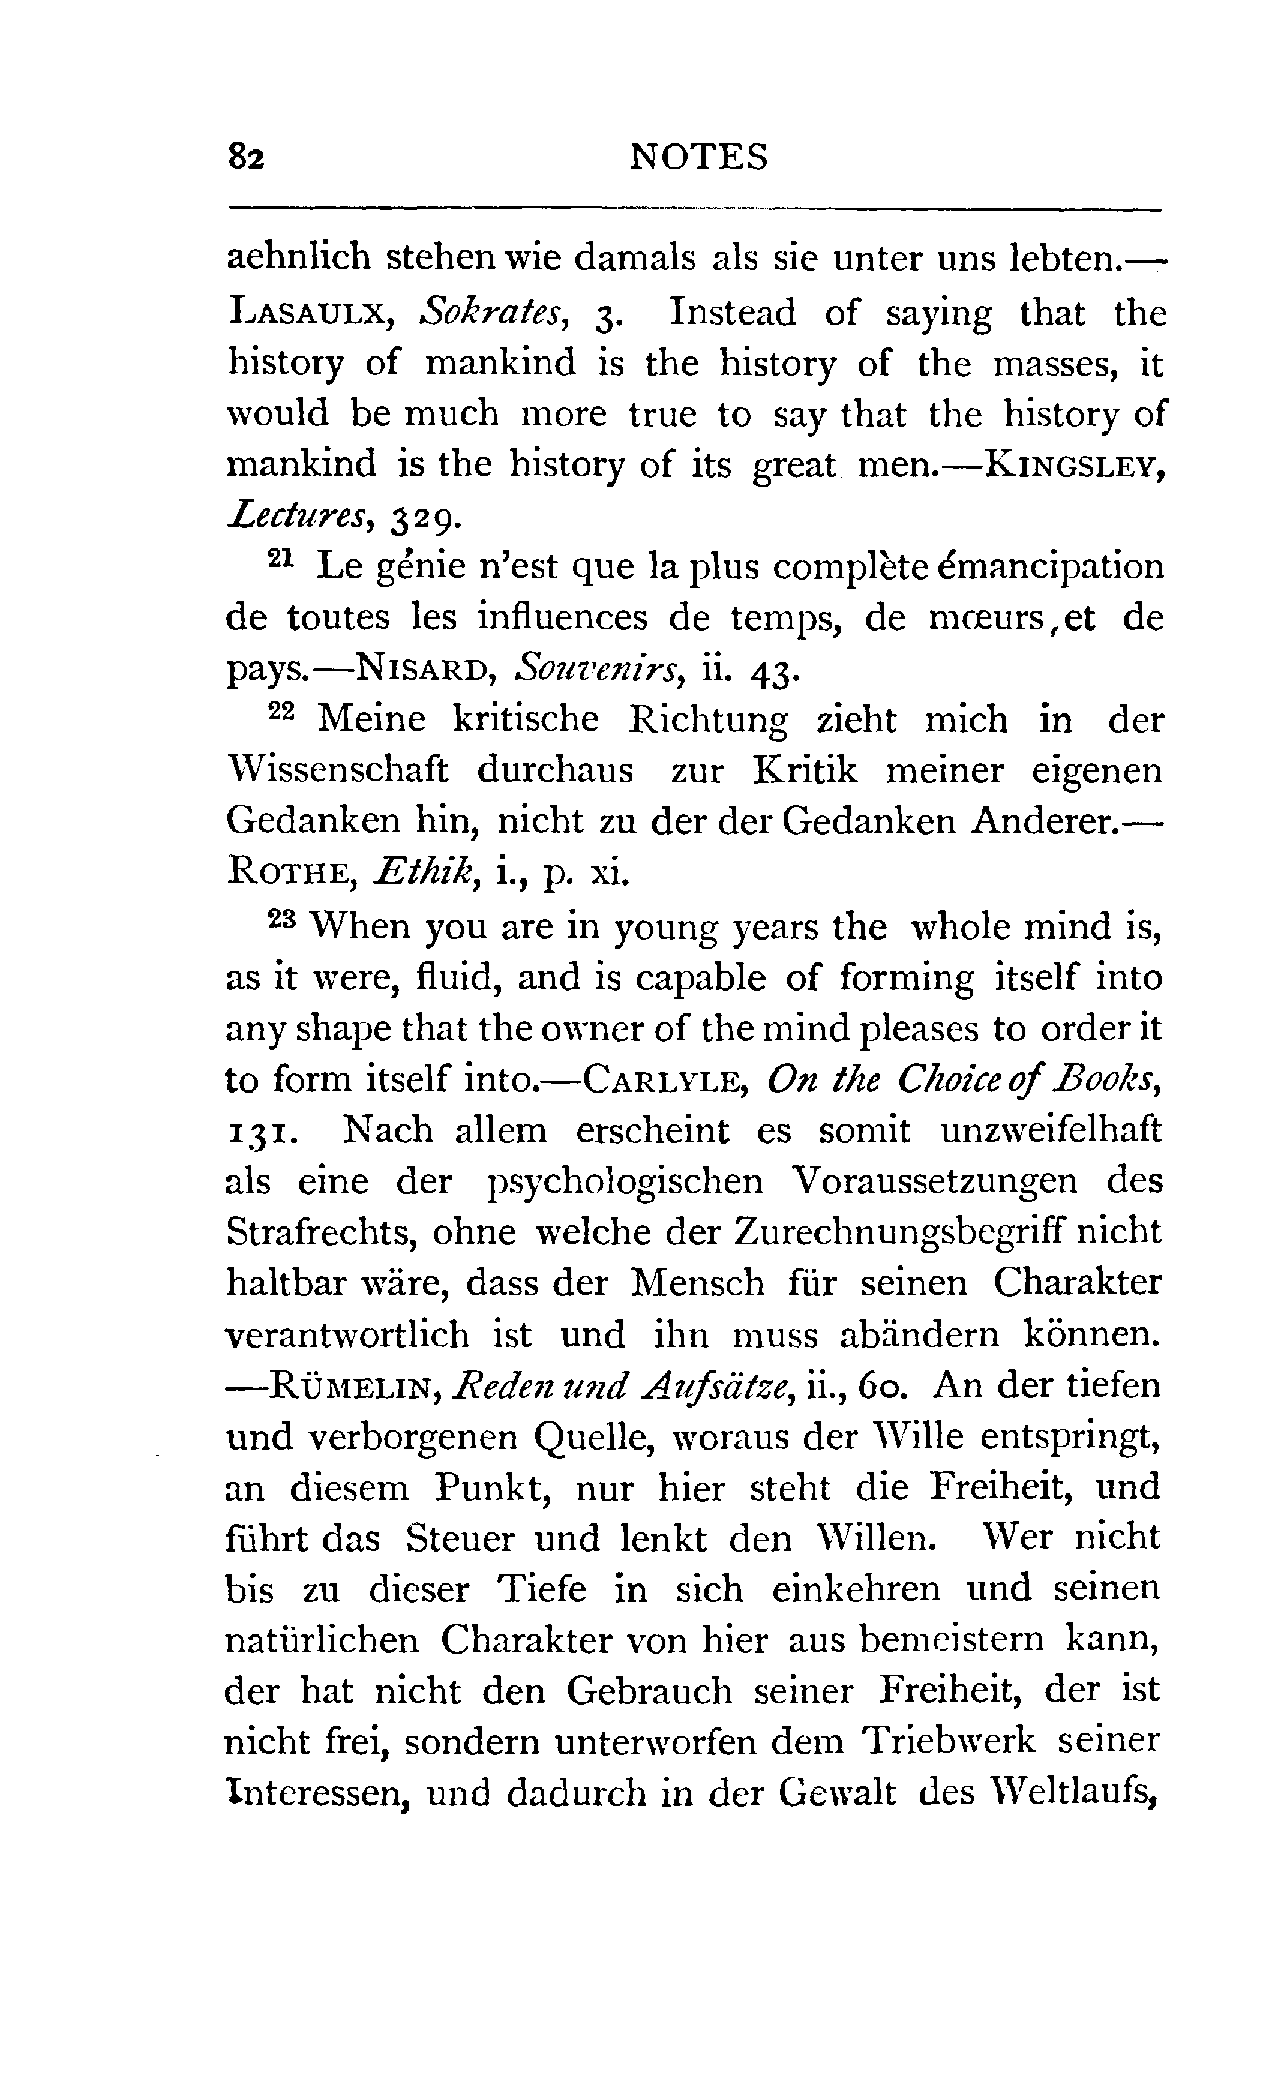 82 NOTES
aehnlich stehen wie damals als sie unter uns lebten.—
LASAULX, Sokrates, 3. Instead of saying that the
history of mankind is the history of the masses, it
would be much more true to say that the history of
mankind is the history of its great men.—KINGSLEY,
Lectures, 329.
21 Le génie n'est que la plus complète émancipation
de toutes les influences de temps, de mœurs, et de
pays.—NISARD, Souvenirs, ii. 43.
22 Meine kritische Richtung zieht mich in der
Wissenschaft durchaus zur Kritik meiner eigenen
Gedanken hin, nicht zu der der Gedanken Anderer.—
ROTHE, Ethik, i., p. xi.
23 When you are in young years the whole mind is,
as it were, fluid, and is capable of forming itself into
any shape that the owner of the mind pleases to order it
to form itself into.—CARLYLE, On the Choice of Books,
131. Nach allem erscheint es somit unzweifelhaft
als eine der psychologischen Voraussetzungen des
Strafrechts, ohne welche der Zurechnungsbegriff nicht
haltbar wäre, dass der Mensch für seinen Charakter
verantwortlich ist und ihn muss abändern können.
—RÜMELIN, Reden und Aufsätze, ii., 60. An der tiefen
und verborgenen Quelle, woraus der Wille entspringt,
an diesem Punkt, nur hier steht die Freiheit, und
führt das Steuer und lenkt den Willen. Wer nicht
bis zu dieser Tiefe in sich einkehren und seinen
natürlichen Charakter von hier aus bemeistern kann,
der hat nicht den Gebrauch seiner Freiheit, der ist
nicht frei, sondern unterworfen dem Triebwerk seiner
Interessen, und dadurch in der Gewalt des Weltlaufs,